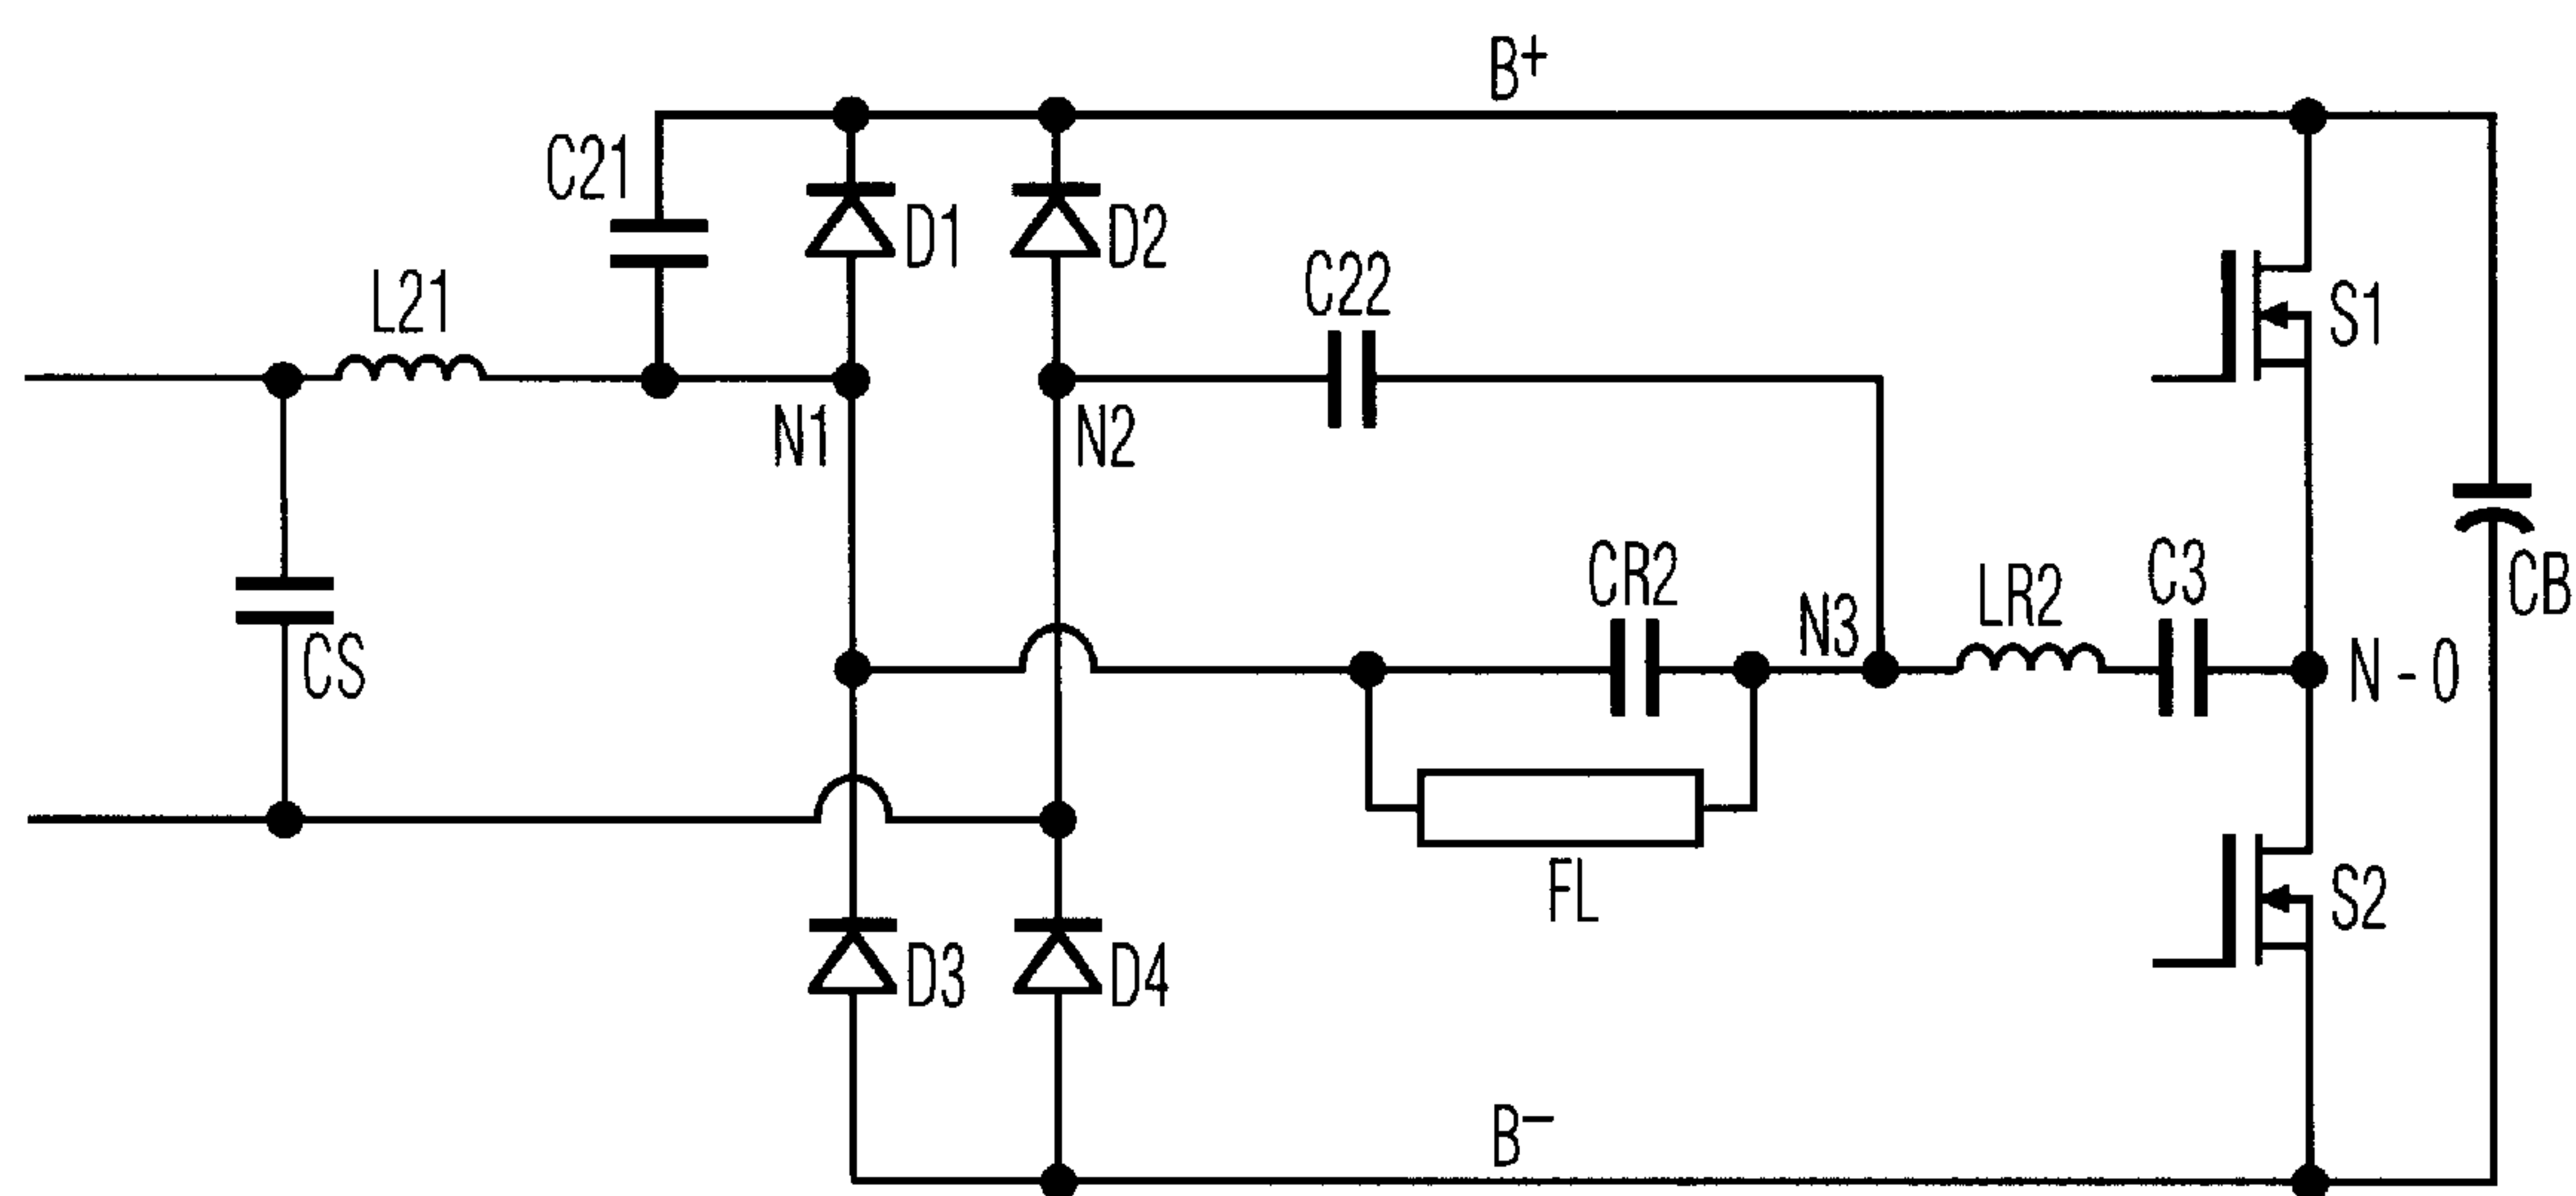 B+
C21
D1
D2
L21
C22
S1
N1
N2
CR2
N3
LR2
C3
CB
CS
N - 0
FL
S2
D3
D4
B−